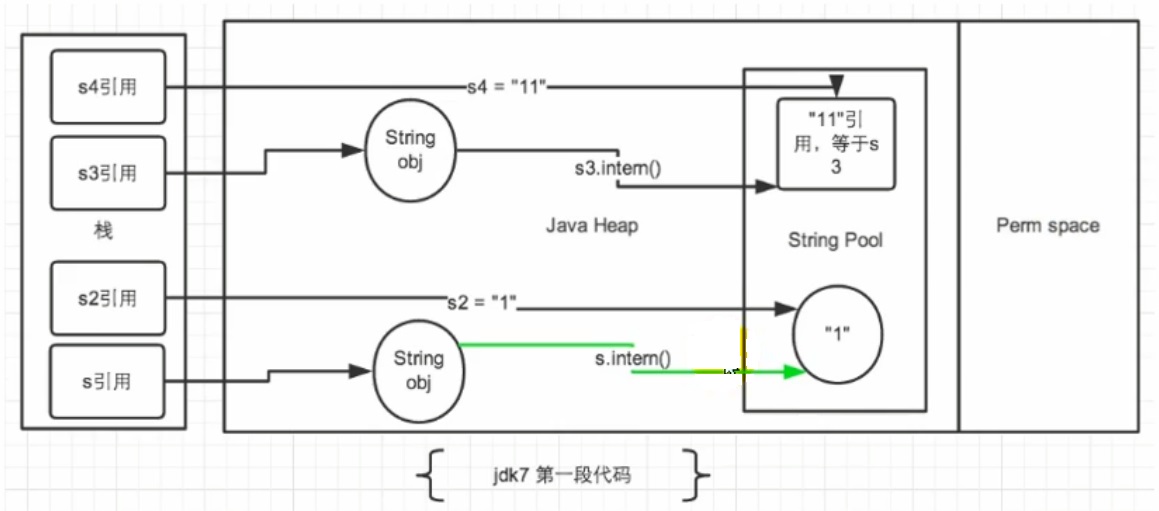 s4引用
s4 = "11"
"11"引
用，等于s
3
String
obj
s3引用
s3.intern()
栈
Java Heap
String Pool
Perm space
s2引用
s2 = "1"
"1"
String
obj
s.intern()
s引用
jdk7 第一段代码